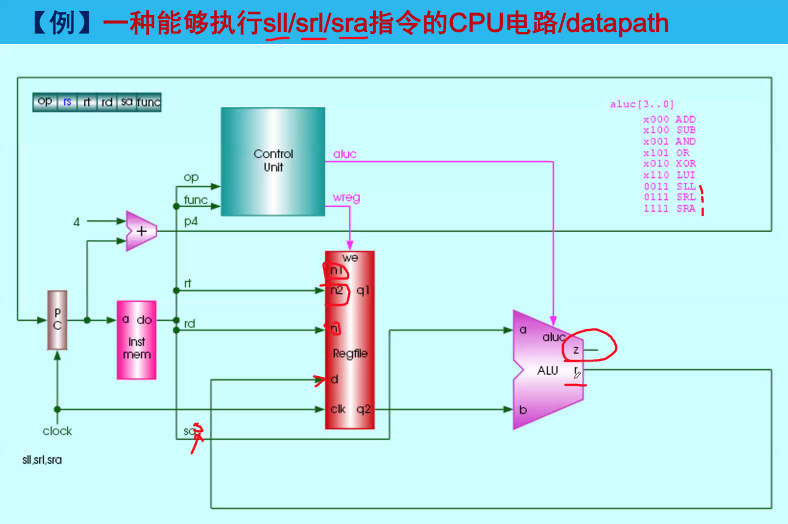 【例】一种能够执行sll/srl/sra指令的CPU电路/datapath
op rs rt rd sa func
aluc[3..0]
x000 ADD
x100 SUB
x001 AND
x101 OR
x010 XOR
x110 LUI
0011 SLL
0111 SRL
1111 SRA
Control
Unit
aluc
wreg
op
func
p4
4
+
we
n1
rt
n2 q1
P
C
a do
Inst
mem
rd
n
Regfile
d
clk q2
sa
clock
a
aluc
z
ALU
r
b
sll,srl,sra